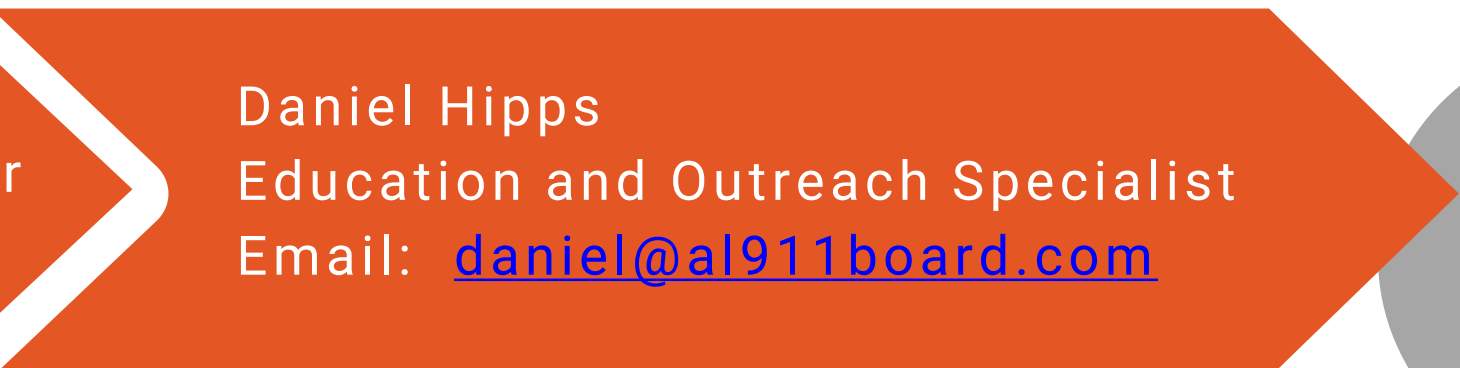 Daniel Hipps
Education and Outreach Specialist
Email: daniel@al911board.com